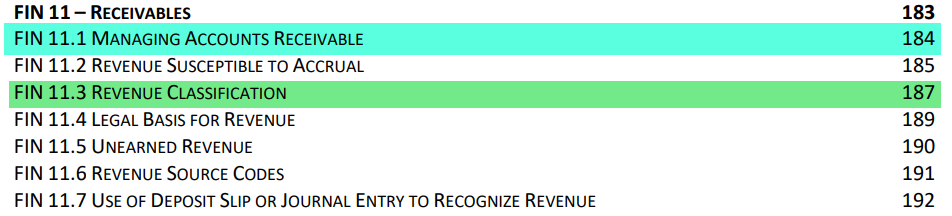 FIN 11 – RECEIVABLES 183
FIN 11.1 MANAGING ACCOUNTS RECEIVABLE 184
FIN 11.2 REVENUE SUSCEPTIBLE TO ACCRUAL 185
FIN 11.3 REVENUE CLASSIFICATION 187
FIN 11.4 LEGAL BASIS FOR REVENUE 189
FIN 11.5 UNEARNED REVENUE 190
FIN 11.6 REVENUE SOURCE CODES 191
FIN 11.7 USE OF DEPOSIT SLIP OR JOURNAL ENTRY TO RECOGNIZE REVENUE 192